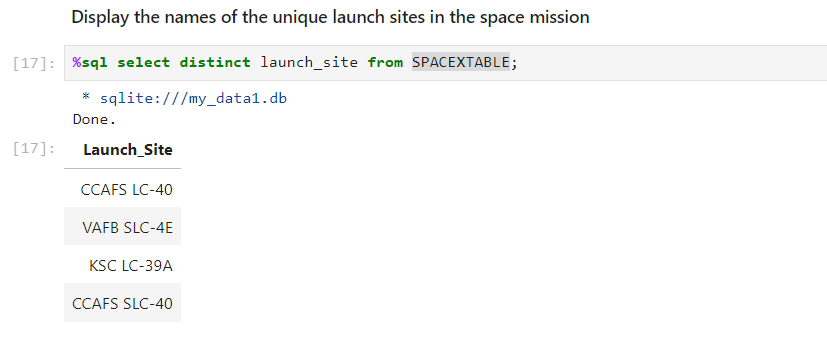 Display the names of the unique launch sites in the space mission
[17]: %sql select distinct launch_site from SPACEXTABLE;
* sqlite:///my_data1.db
Done.
[17]: Launch_Site
CCAFS LC-40
VAFB SLC-4E
KSC LC-39A
CCAFS SLC-40